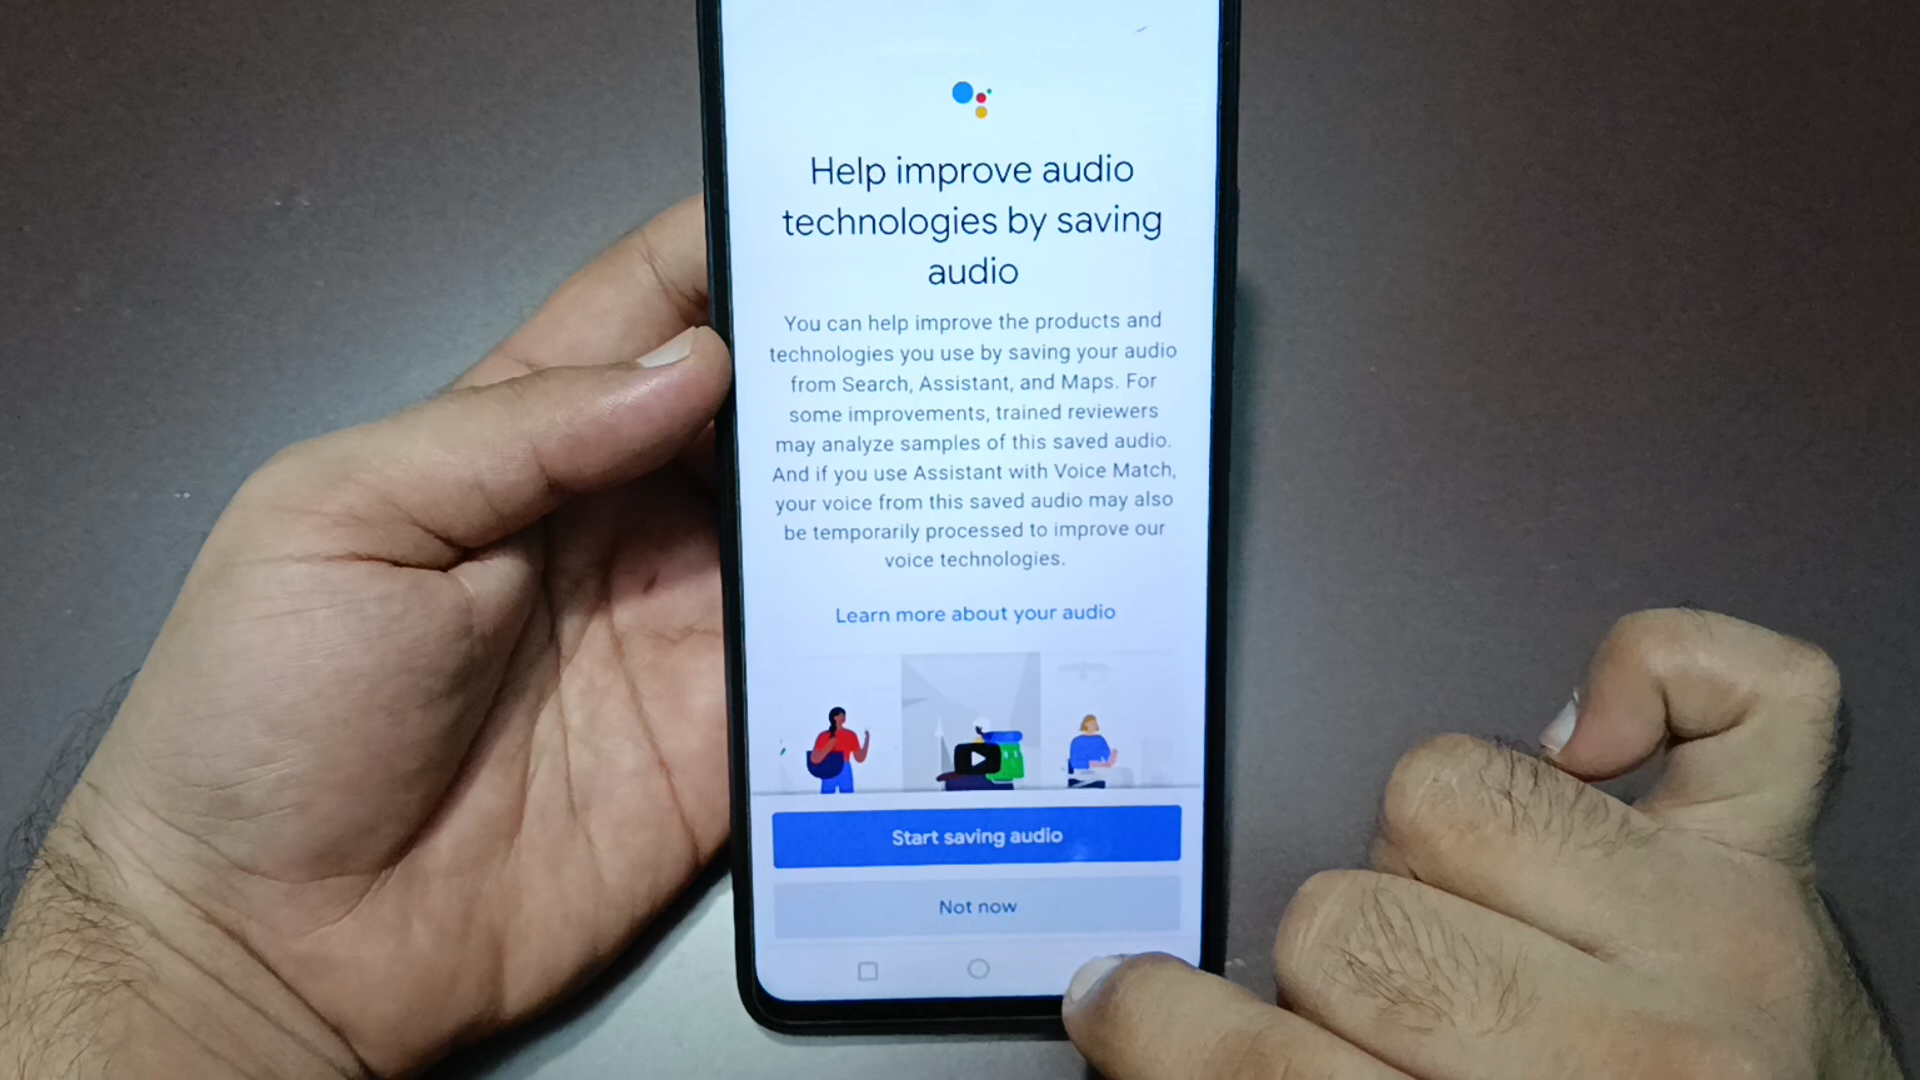 Help improve audio
technologies by saving
audio
You can help improve the products and
technologies you use by saving your audio
from Search, Assistant, and Maps. For
some improvements, trained reviewers
may analyze samples of this saved audio.
And if you use Assistant with Voice Match,
your voice from this saved audio may also
be temporarily processed to improve our
voice technologies.
Learn more about your audio
Start saving audio
Not now